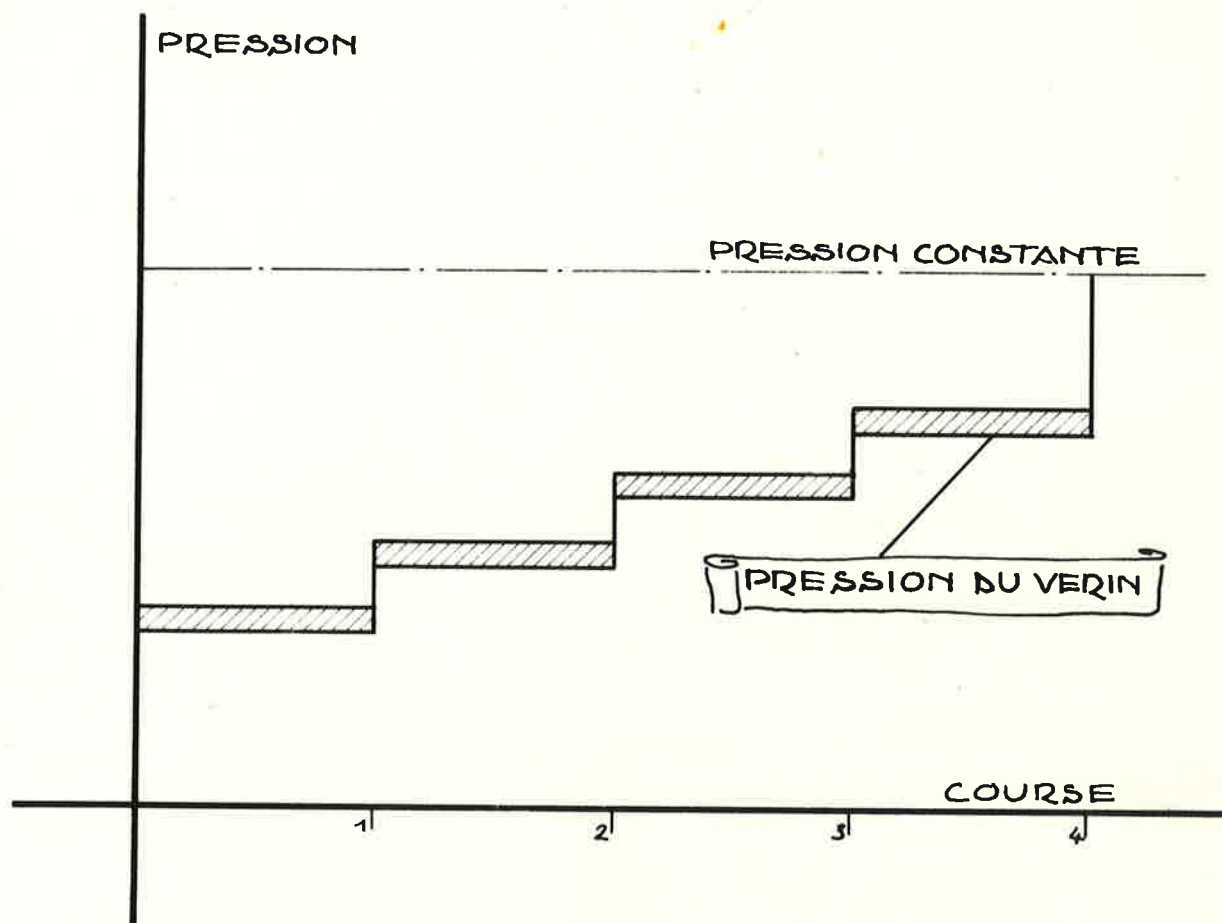 PRESSION
PRESSION CONSTANTE
PRESSION DU VERIN
COURSE
1
2
3
4